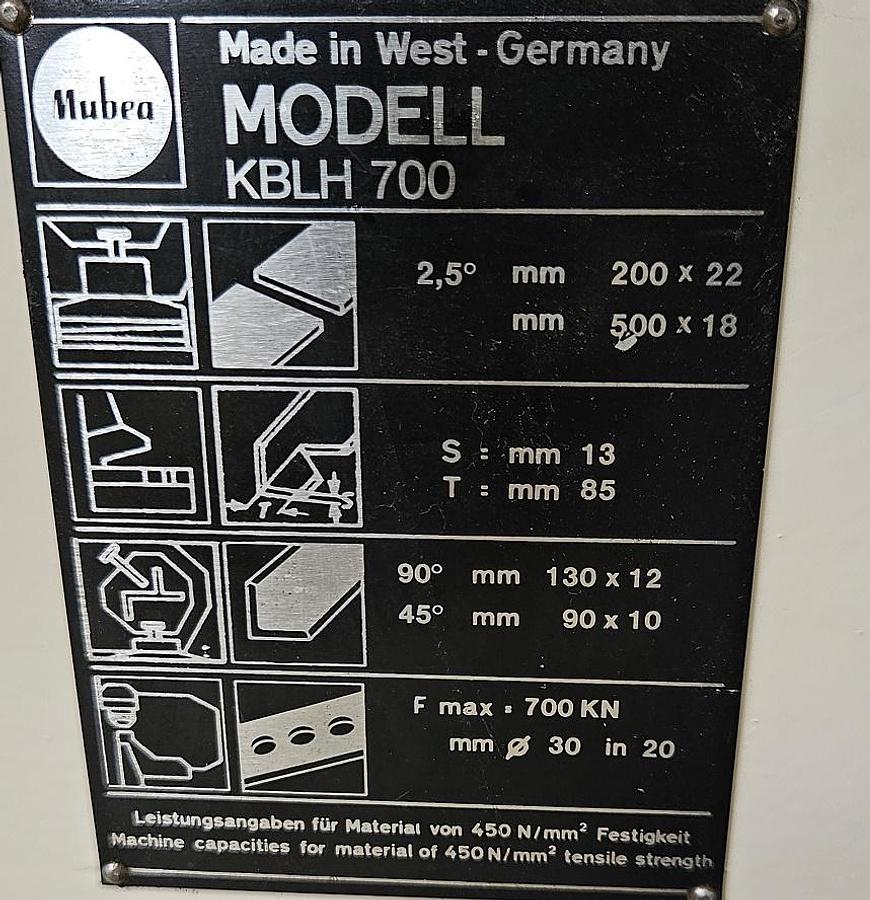 Mubea
Made in West - Germany
MODELL
KBLH 700
2,5° mm 200 x 22
mm 500 x 18
S : mm 13
T : mm 85
T S
90° mm 130 x 12
45° mm 90 x 10
F max = 700 KN
mm ø 30 in 20
Leistungsangaben für Material von 450 N/mm² Festigkeit
Machine capacities for material of 450 N/mm² tensile strength